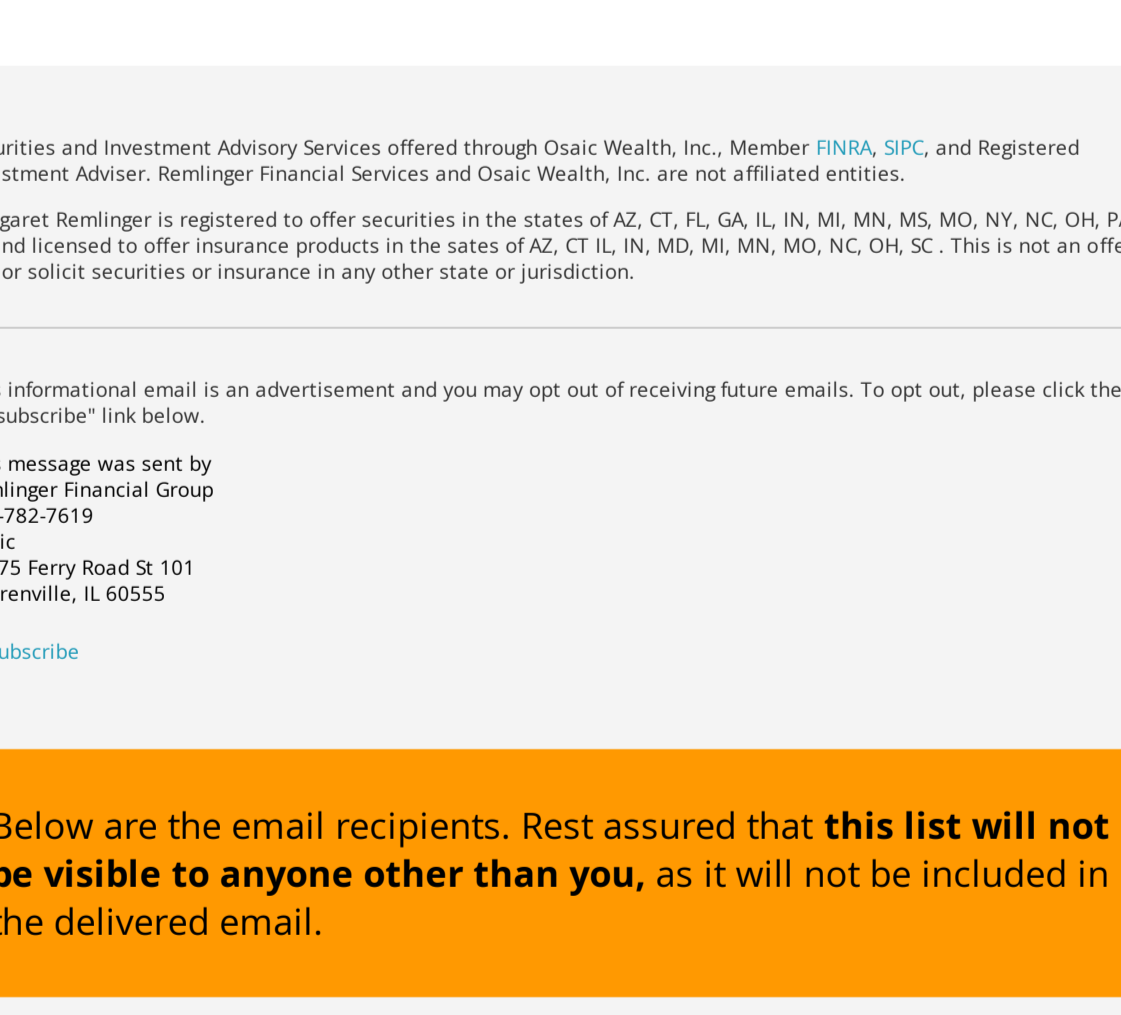 urities and Investment Advisory Services offered through Osaic Wealth, Inc., Member FINRA, SIPC, and Registered
stment Adviser. Remlinger Financial Services and Osaic Wealth, Inc. are not affiliated entities.
garet Remlinger is registered to offer securities in the states of AZ, CT, FL, GA, IL, IN, MI, MN, MS, MO, NY, NC, OH, PA
nd licensed to offer insurance products in the sates of AZ, CT IL, IN, MD, MI, MN, MO, NC, OH, SC . This is not an offe
or solicit securities or insurance in any other state or jurisdiction.
s informational email is an advertisement and you may opt out of receiving future emails. To opt out, please click the
subscribe" link below.
s message was sent by
nlinger Financial Group
-782-7619
ic
75 Ferry Road St 101
renville, IL 60555
ubscribe
Below are the email recipients. Rest assured that this list will not
be visible to anyone other than you, as it will not be included in
the delivered email.